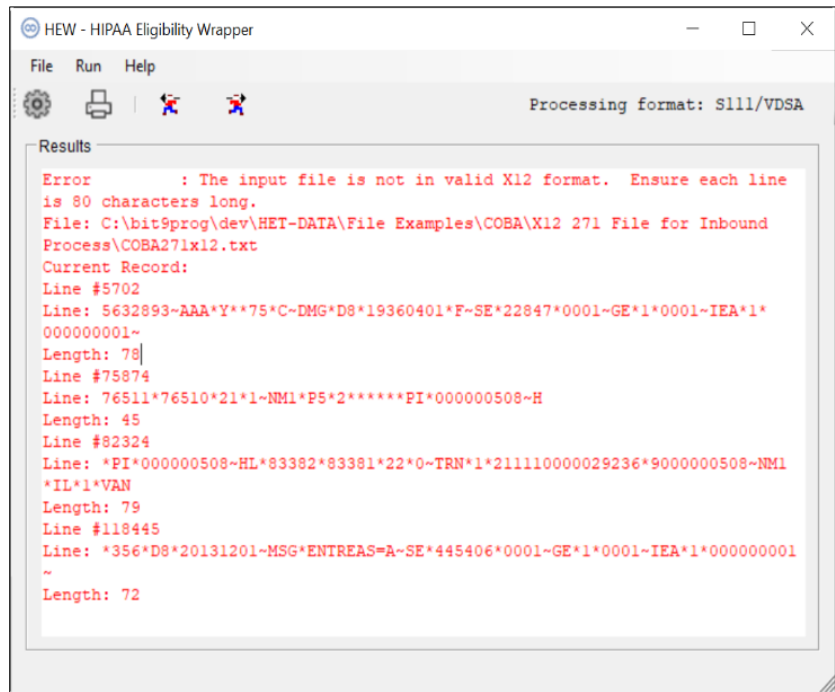 HEW - HIPAA Eligibility Wrapper
File Run Help
Processing format: S111/VDSA
Results
Error : The input file is not in valid X12 format. Ensure each line
is 80 characters long.
File: C:\bit9prog\dev\HET-DATA\File Examples\COBA\X12 271 File for Inbound
Process\COBA271x12.txt
Current Record:
Line #5702
Line: 5632893~AAA*Y**75*C~DMG*D8*19360401*F~SE*22847*0001~GE*1*0001~IEA*1*
000000001~
Length: 78
Line #75874
Line: 76511*76510*21*1~NM1*P5*2******PI*000000508~H
Length: 45
Line #82324
Line: *PI*000000508~HL*83382*83381*22*0~TRN*1*211110000029236*9000000508~NM1
*IL*1*VAN
Length: 79
Line #118445
Line: *356*D8*20131201~MSG*ENTREAS=A~SE*445406*0001~GE*1*0001~IEA*1*000000001
~
Length: 72